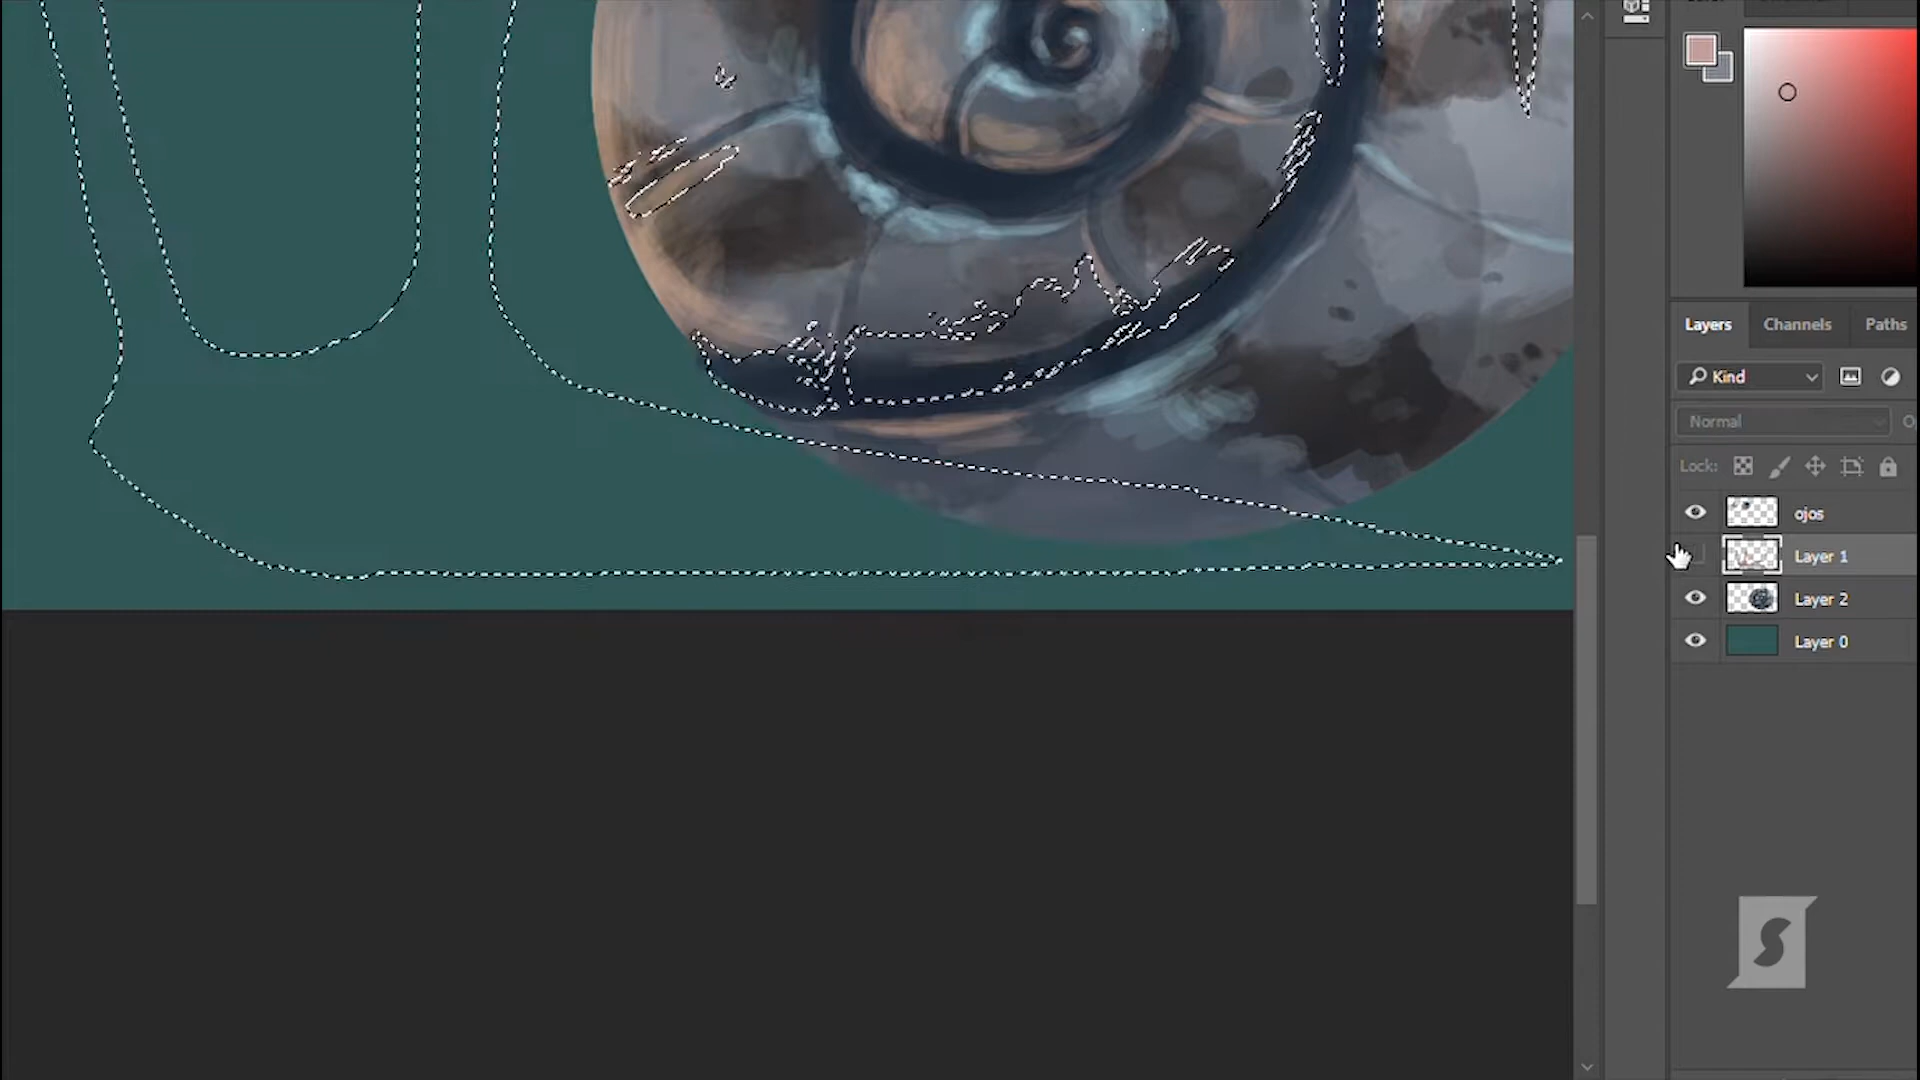 Layers Channels Paths
Kind
Normal
Lock:
ojos
Layer 1
Layer 2
Layer 0
S